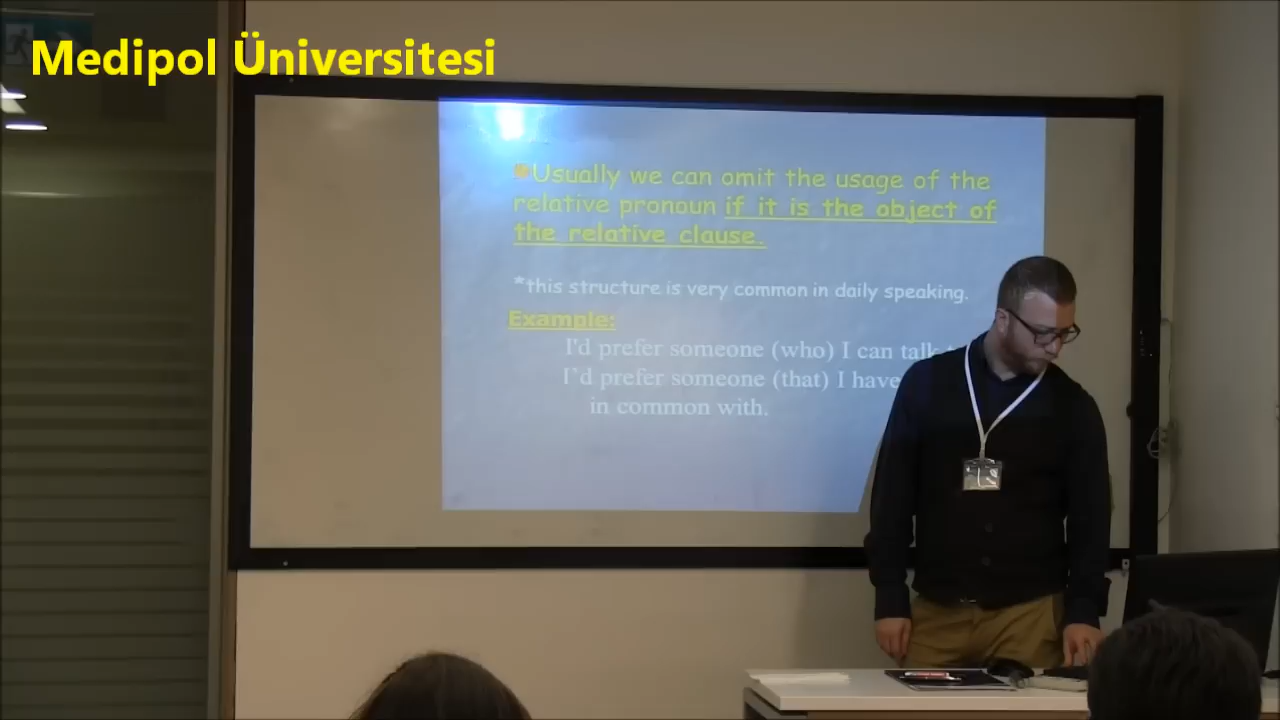 Medipol Üniversitesi
*Usually we can omit the usage of the
relative pronoun if it is the object of
the relative clause.
*this structure is very common in daily speaking.
Example:
I'd prefer someone (who) I can talk
I'd prefer someone (that) I have
in common with.